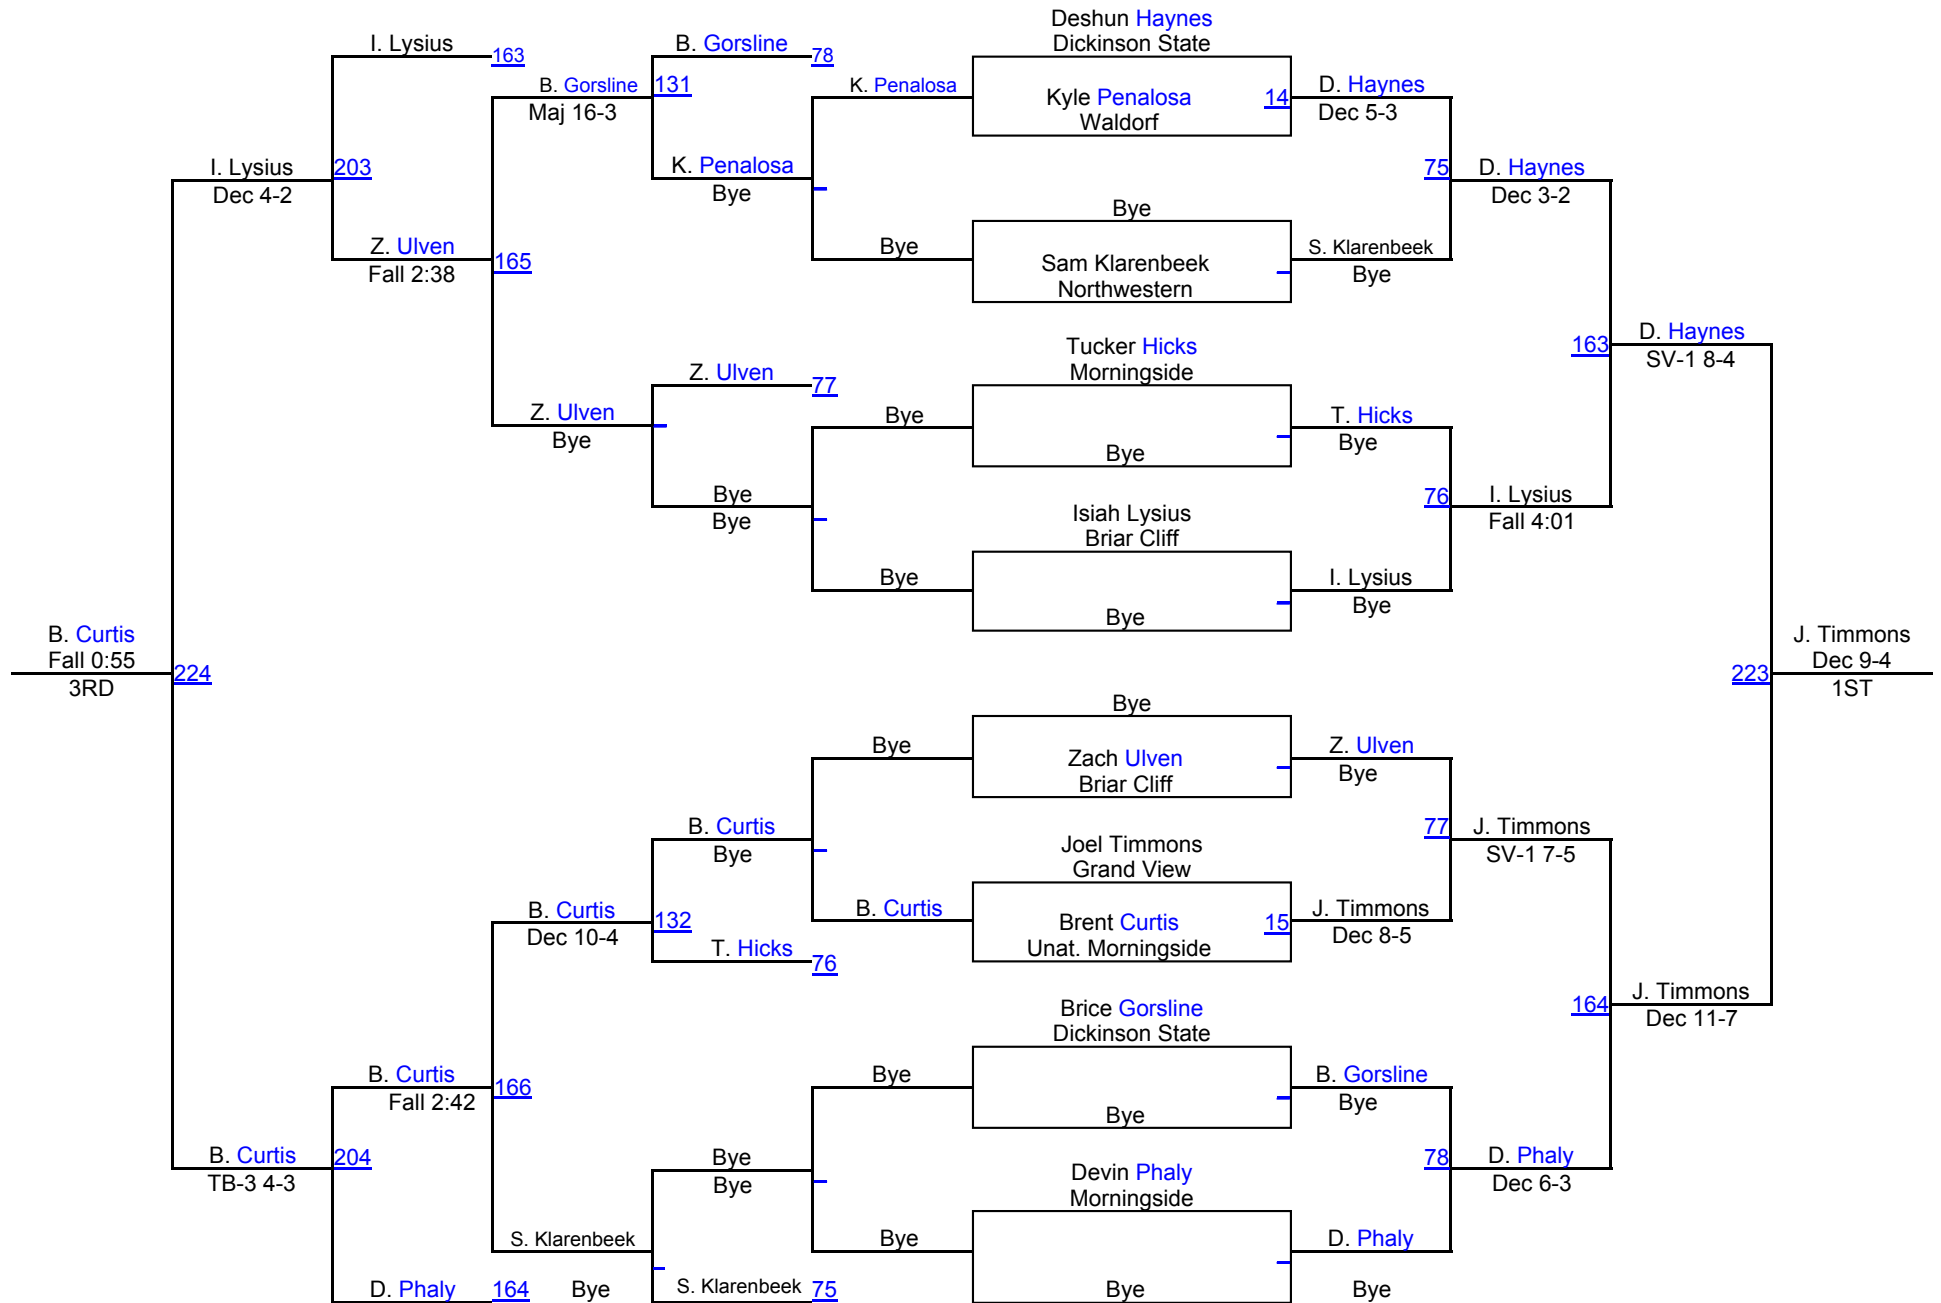 Deshun Haynes
I. Lysius
163
B. Gorsline
78
Dickinson State
B. Gorsline
131
K. Penalosa
Kyle Penalosa
14
D. Haynes
Maj 16-3
Waldorf
Dec 5-3
I. Lysius
203
K. Penalosa
75
D. Haynes
Dec 4-2
Bye
Dec 3-2
Bye
Z. Ulven
165
Bye
Sam Klarenbeek
S. Klarenbeek
Fall 2:38
Northwestern
Bye
Tucker Hicks
163
D. Haynes
Z. Ulven
77
Morningside
SV-1 8-4
Z. Ulven
Bye
T. Hicks
Bye
Bye
Bye
Bye
76
I. Lysius
Bye
Isiah Lysius
Fall 4:01
Briar Cliff
Bye
I. Lysius
Bye
Bye
B. Curtis
Fall 0:55
224
3RD
J. Timmons
Dec 9-4
223
1ST
Bye
Bye
Zach Ulven
Z. Ulven
Briar Cliff
Bye
B. Curtis
77
J. Timmons
Bye
Joel Timmons
SV-1 7-5
Grand View
B. Curtis
132
B. Curtis
Brent Curtis
15
J. Timmons
Dec 10-4
Unat. Morningside
Dec 8-5
T. Hicks
76
Brice Gorsline
164
J. Timmons
Dickinson State
Dec 11-7
B. Curtis
166
Bye
B. Gorsline
Fall 2:42
Bye
Bye
B. Curtis
204
Bye
78
D. Phaly
TB-3 4-3
Bye
Devin Phaly
Dec 6-3
Morningside
S. Klarenbeek
Bye
D. Phaly
D. Phaly
164
Bye
S. Klarenbeek
75
Bye
Bye